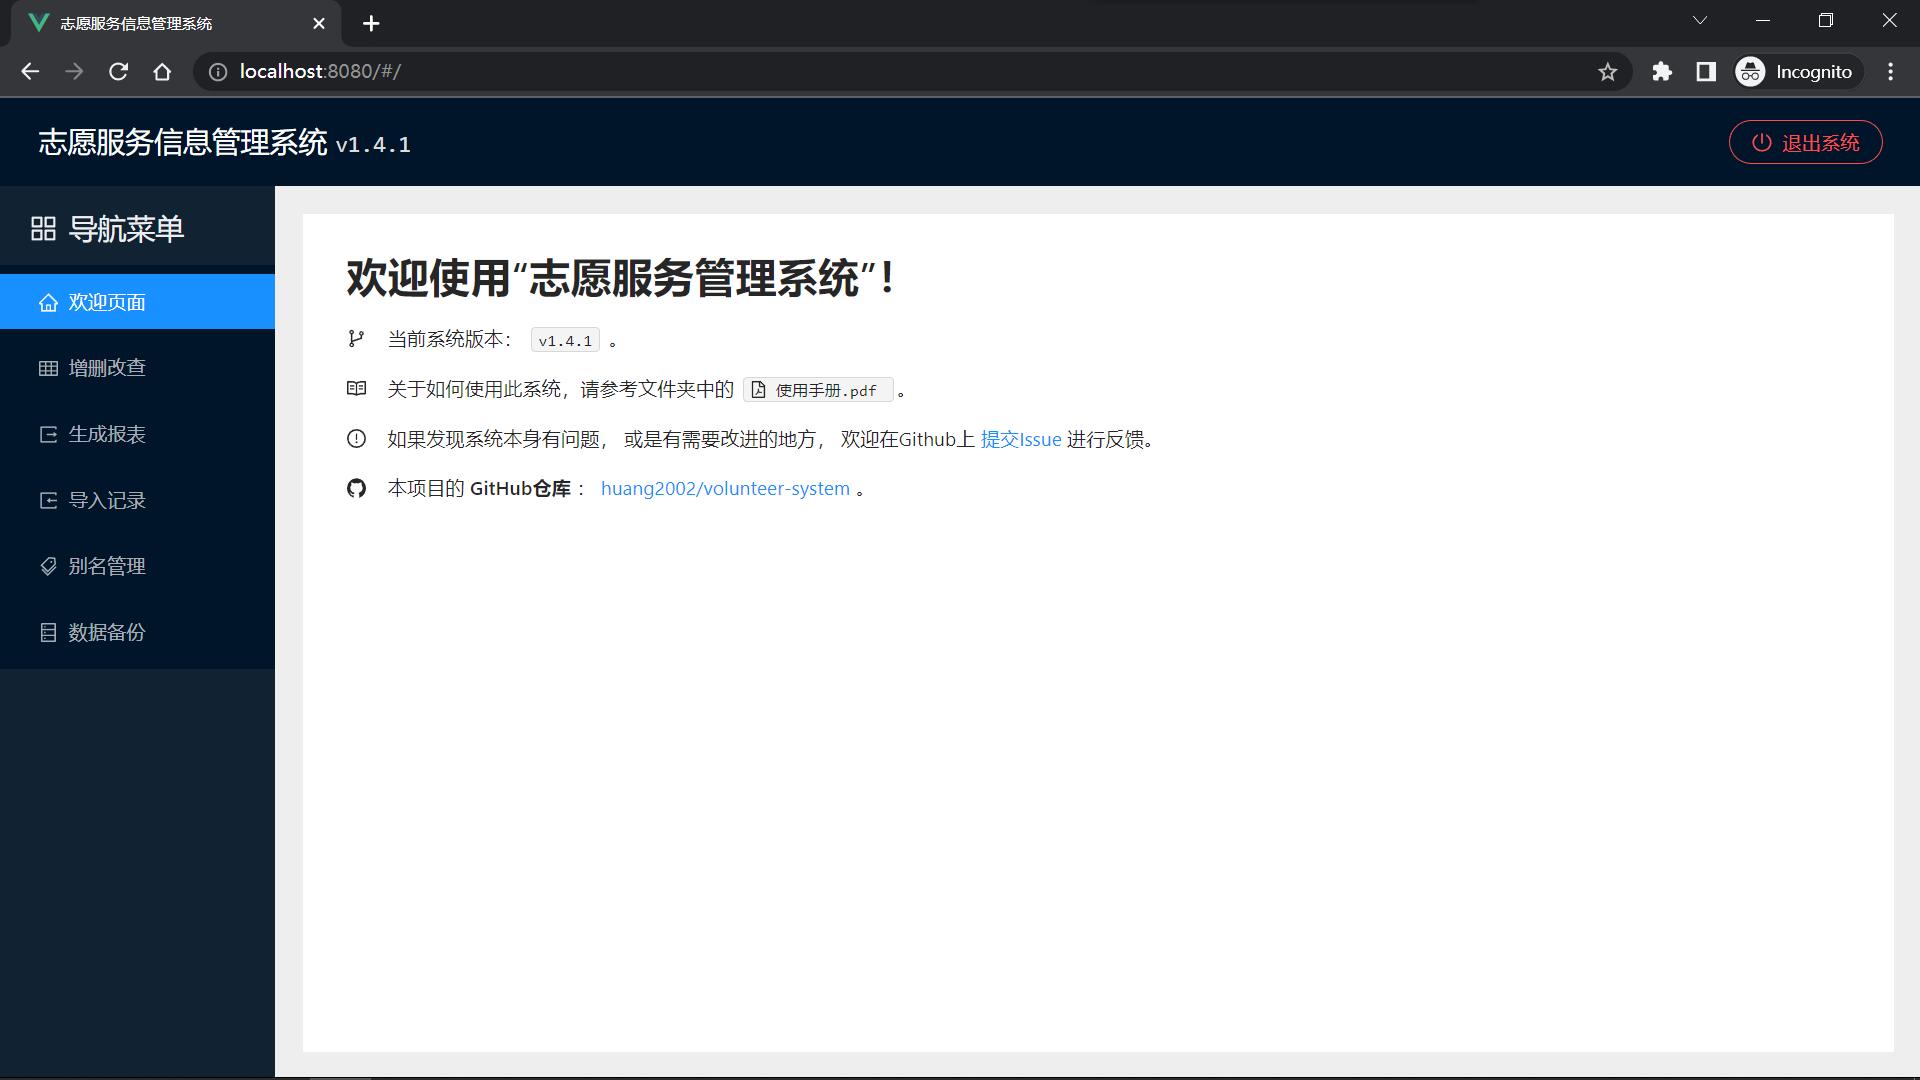 志愿服务信息管理系统
localhost:8080/#/
Incognito
志愿服务信息管理系统 v1.4.1
退出系统
导航菜单
欢迎页面
增删改查
生成报表
导入记录
别名管理
数据备份
欢迎使用“志愿服务管理系统”！
当前系统版本： v1.4.1 。
关于如何使用此系统，请参考文件夹中的 使用手册.pdf 。
如果发现系统本身有问题， 或是有需要改进的地方， 欢迎在Github上 提交Issue 进行反馈。
本项目的 GitHub仓库 ： huang2002/volunteer-system 。